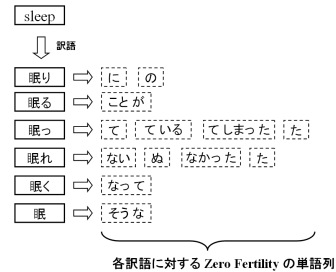 sleep
訳語
眠り に の
眠る ことが
眠っ て ている てしまった た
眠れ ない ぬ なかった た
眠く なって
眠 そうな
各訳語に対する Zero Fertility の単語列